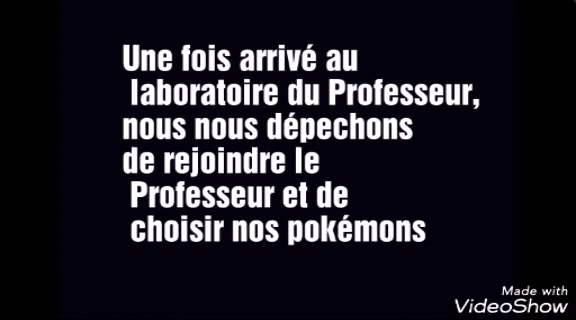 Une fois arrivé au
laboratoire du Professeur,
nous nous dépechons
de rejoindre le
Professeur et de
choisir nos pokémons
Made with
VideoShow